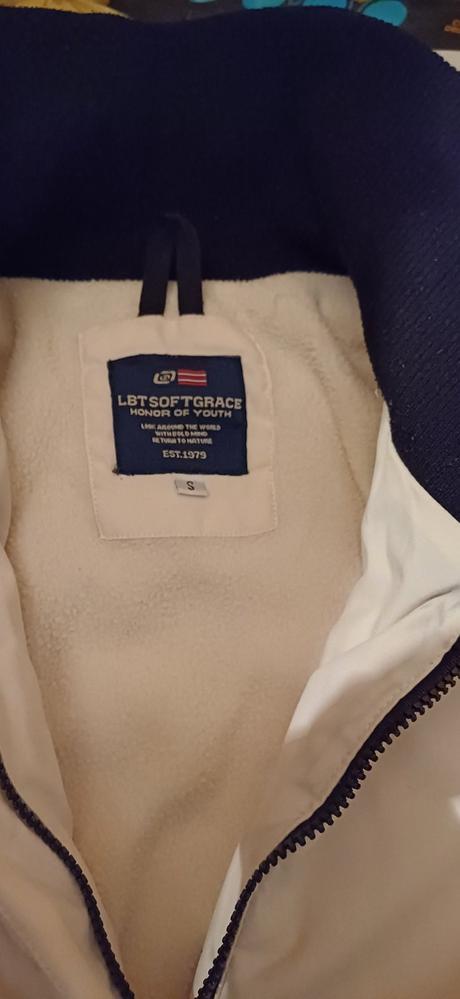 LBTSOFTGRACE
HONOR OF YOUTH
LOOK AROUND THE WORLD
WITH BOLD MIND
RETURN TO NATURE
EST.1979
S